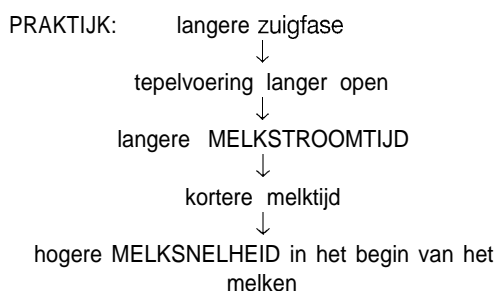 PRAKTIJK: langere zuigfase
tepelvoering langer open
langere MELKSTROOMTIJD
kortere melktijd
hogere MELKSNELHEID in het begin van het
melken